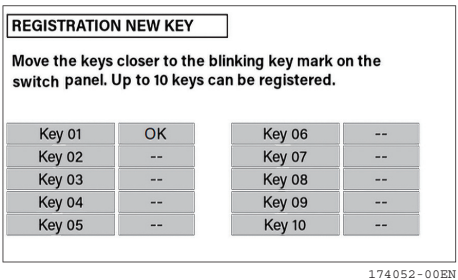 REGISTRATION NEW KEY
Move the keys closer to the blinking key mark on the
switch panel. Up to 10 keys can be registered.
Key 01 OK Key 06 --
Key 02 -- Key 07 --
Key 03 -- Key 08 --
Key 04 -- Key 09 --
Key 05 -- Key 10 --
174052-00EN